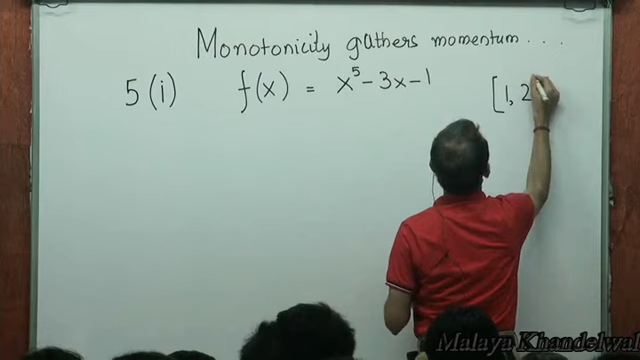 Monotonicity gathers momentum . . .
5 (i) f(x) = x⁵ - 3x - 1 [1, 2
Malaya Khandelwal